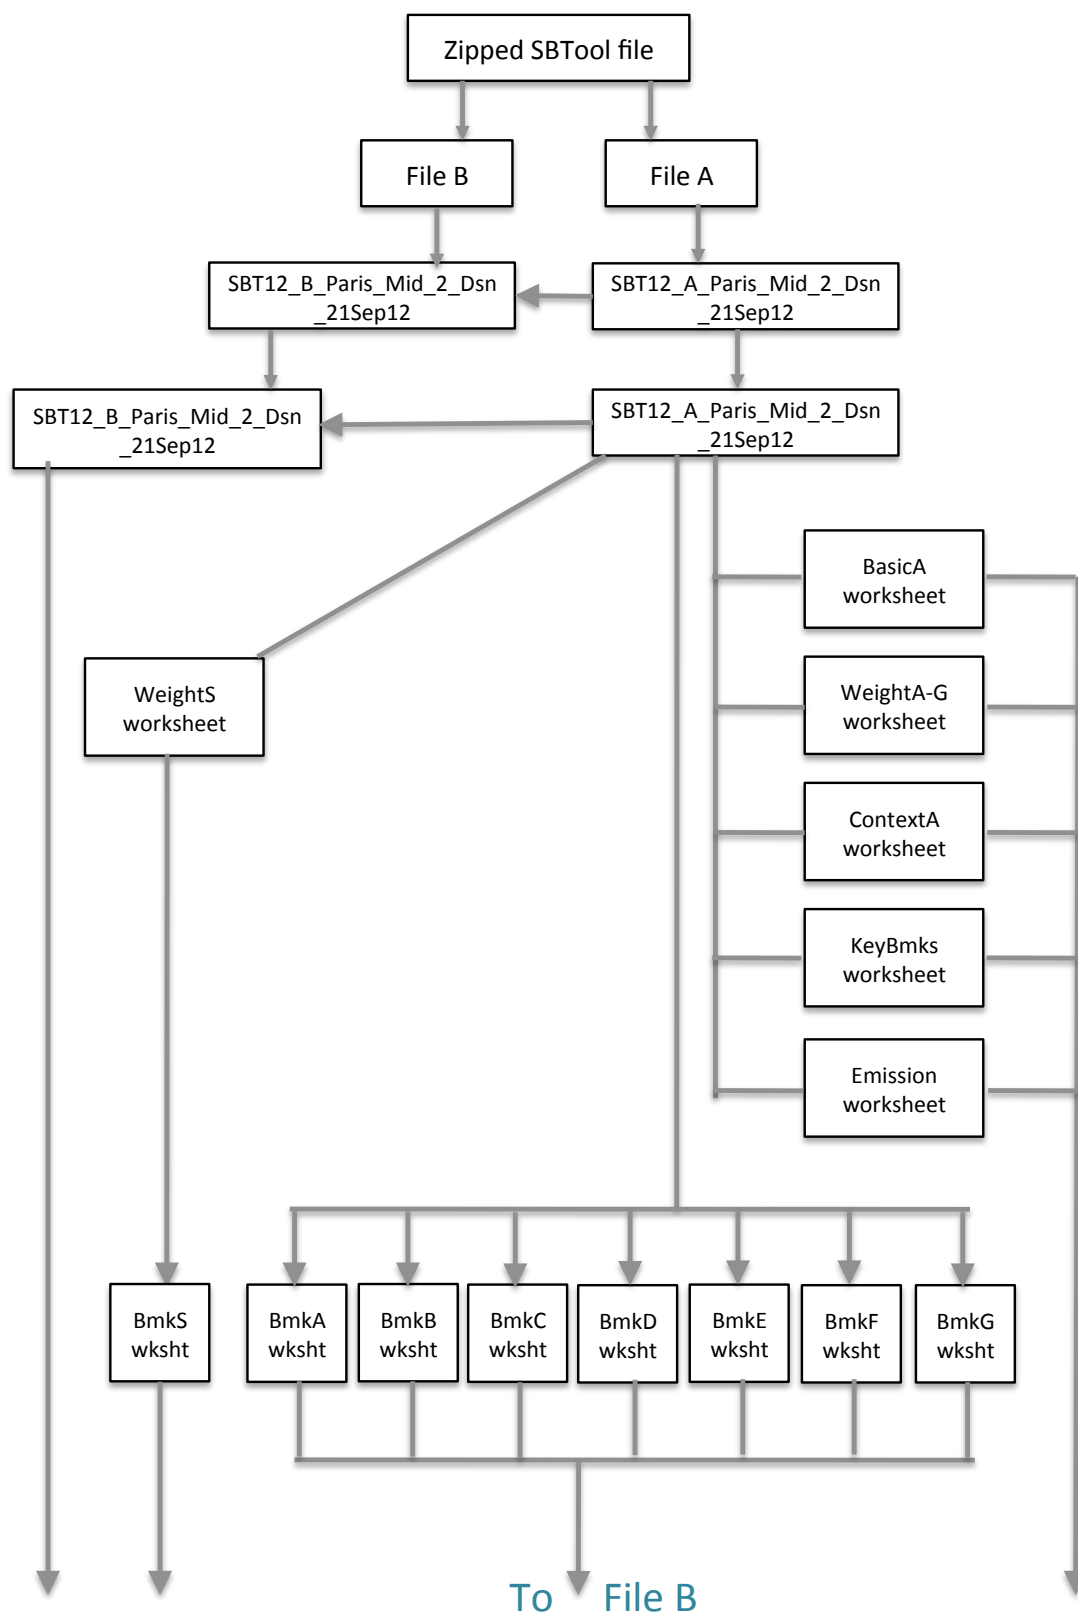 Zipped SBTool file
File B
File A
SBT12_B_Paris_Mid_2_Dsn
_21Sep12
SBT12_A_Paris_Mid_2_Dsn
_21Sep12
SBT12_B_Paris_Mid_2_Dsn
_21Sep12
SBT12_A_Paris_Mid_2_Dsn
_21Sep12
BasicA
worksheet
WeightS
worksheet
WeightA-G
worksheet
ContextA
worksheet
KeyBmks
worksheet
Emission
worksheet
BmkS
wksht
BmkA
wksht
BmkB
wksht
BmkC
wksht
BmkD
wksht
BmkE
wksht
BmkF
wksht
BmkG
wksht
To File B